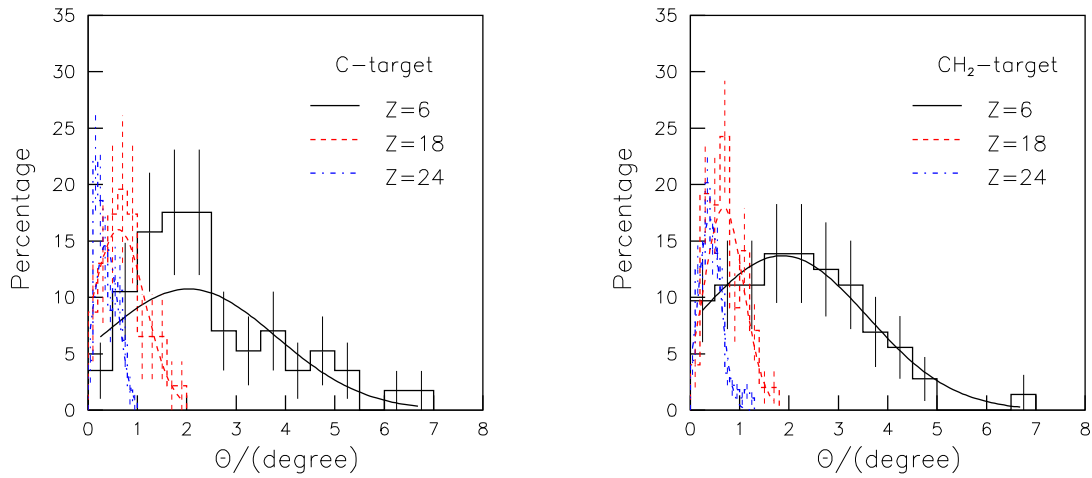 35
30
25
20
15
10
5
0
Percentage
C-target
Z=6
Z=18
Z=24
0 1 2 3 4 5 6 7 8
Θ/(degree)
35
30
25
20
15
10
5
0
Percentage
CH₂-target
Z=6
Z=18
Z=24
0 1 2 3 4 5 6 7 8
Θ/(degree)